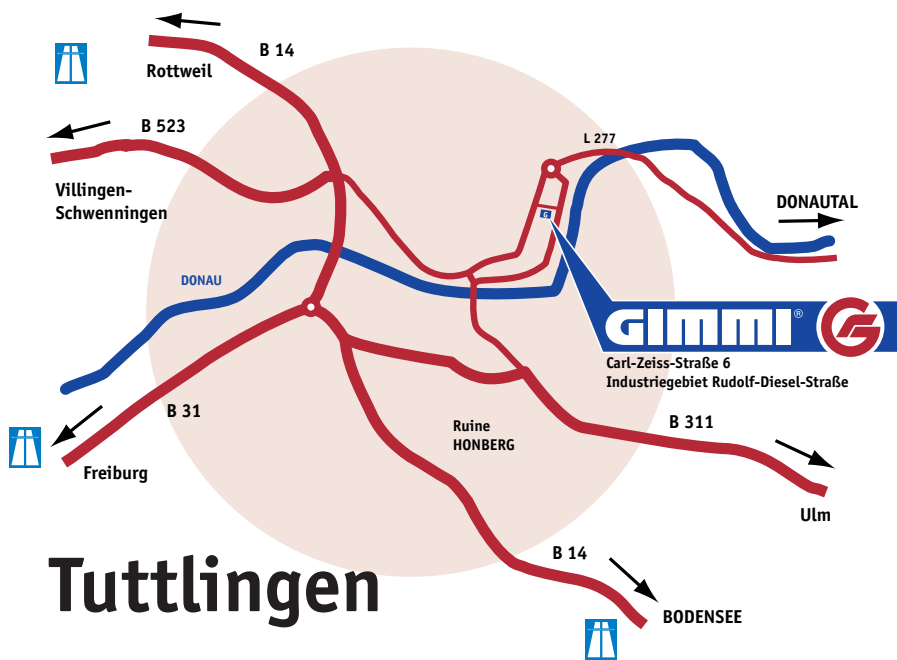 B 14
Rottweil
B 523
L 277
Villingen-
Schwenningen
DONAUTAL
G
DONAU
GIMMI®
Carl-Zeiss-Straße 6
Industriegebiet Rudolf-Diesel-Straße
B 31
B 311
Ruine
HONBERG
Freiburg
Ulm
B 14
Tuttlingen
BODENSEE